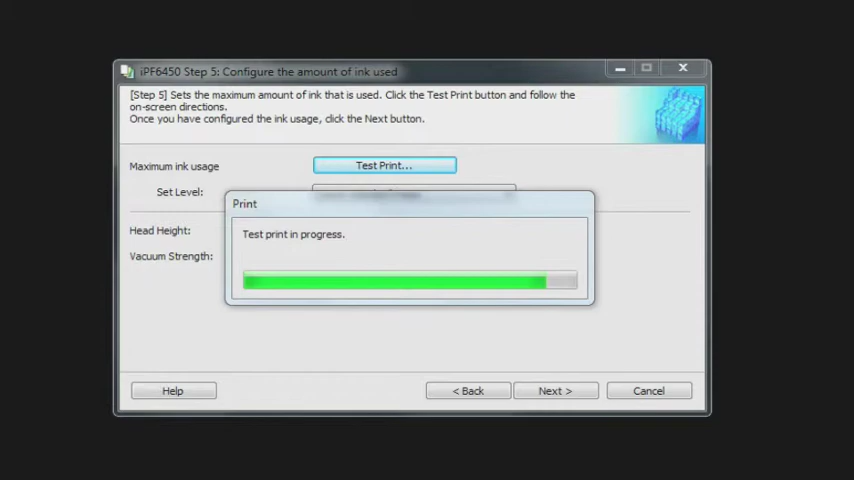 iPF6450 Step 5: Configure the amount of ink used
[Step 5] Sets the maximum amount of ink that is used. Click the Test Print button and follow the
on-screen directions.
Once you have configured the ink usage, click the Next button.
Maximum ink usage
Test Print...
Set Level:
Print
Head Height:
Test print in progress.
Vacuum Strength:
Help
< Back
Next >
Cancel